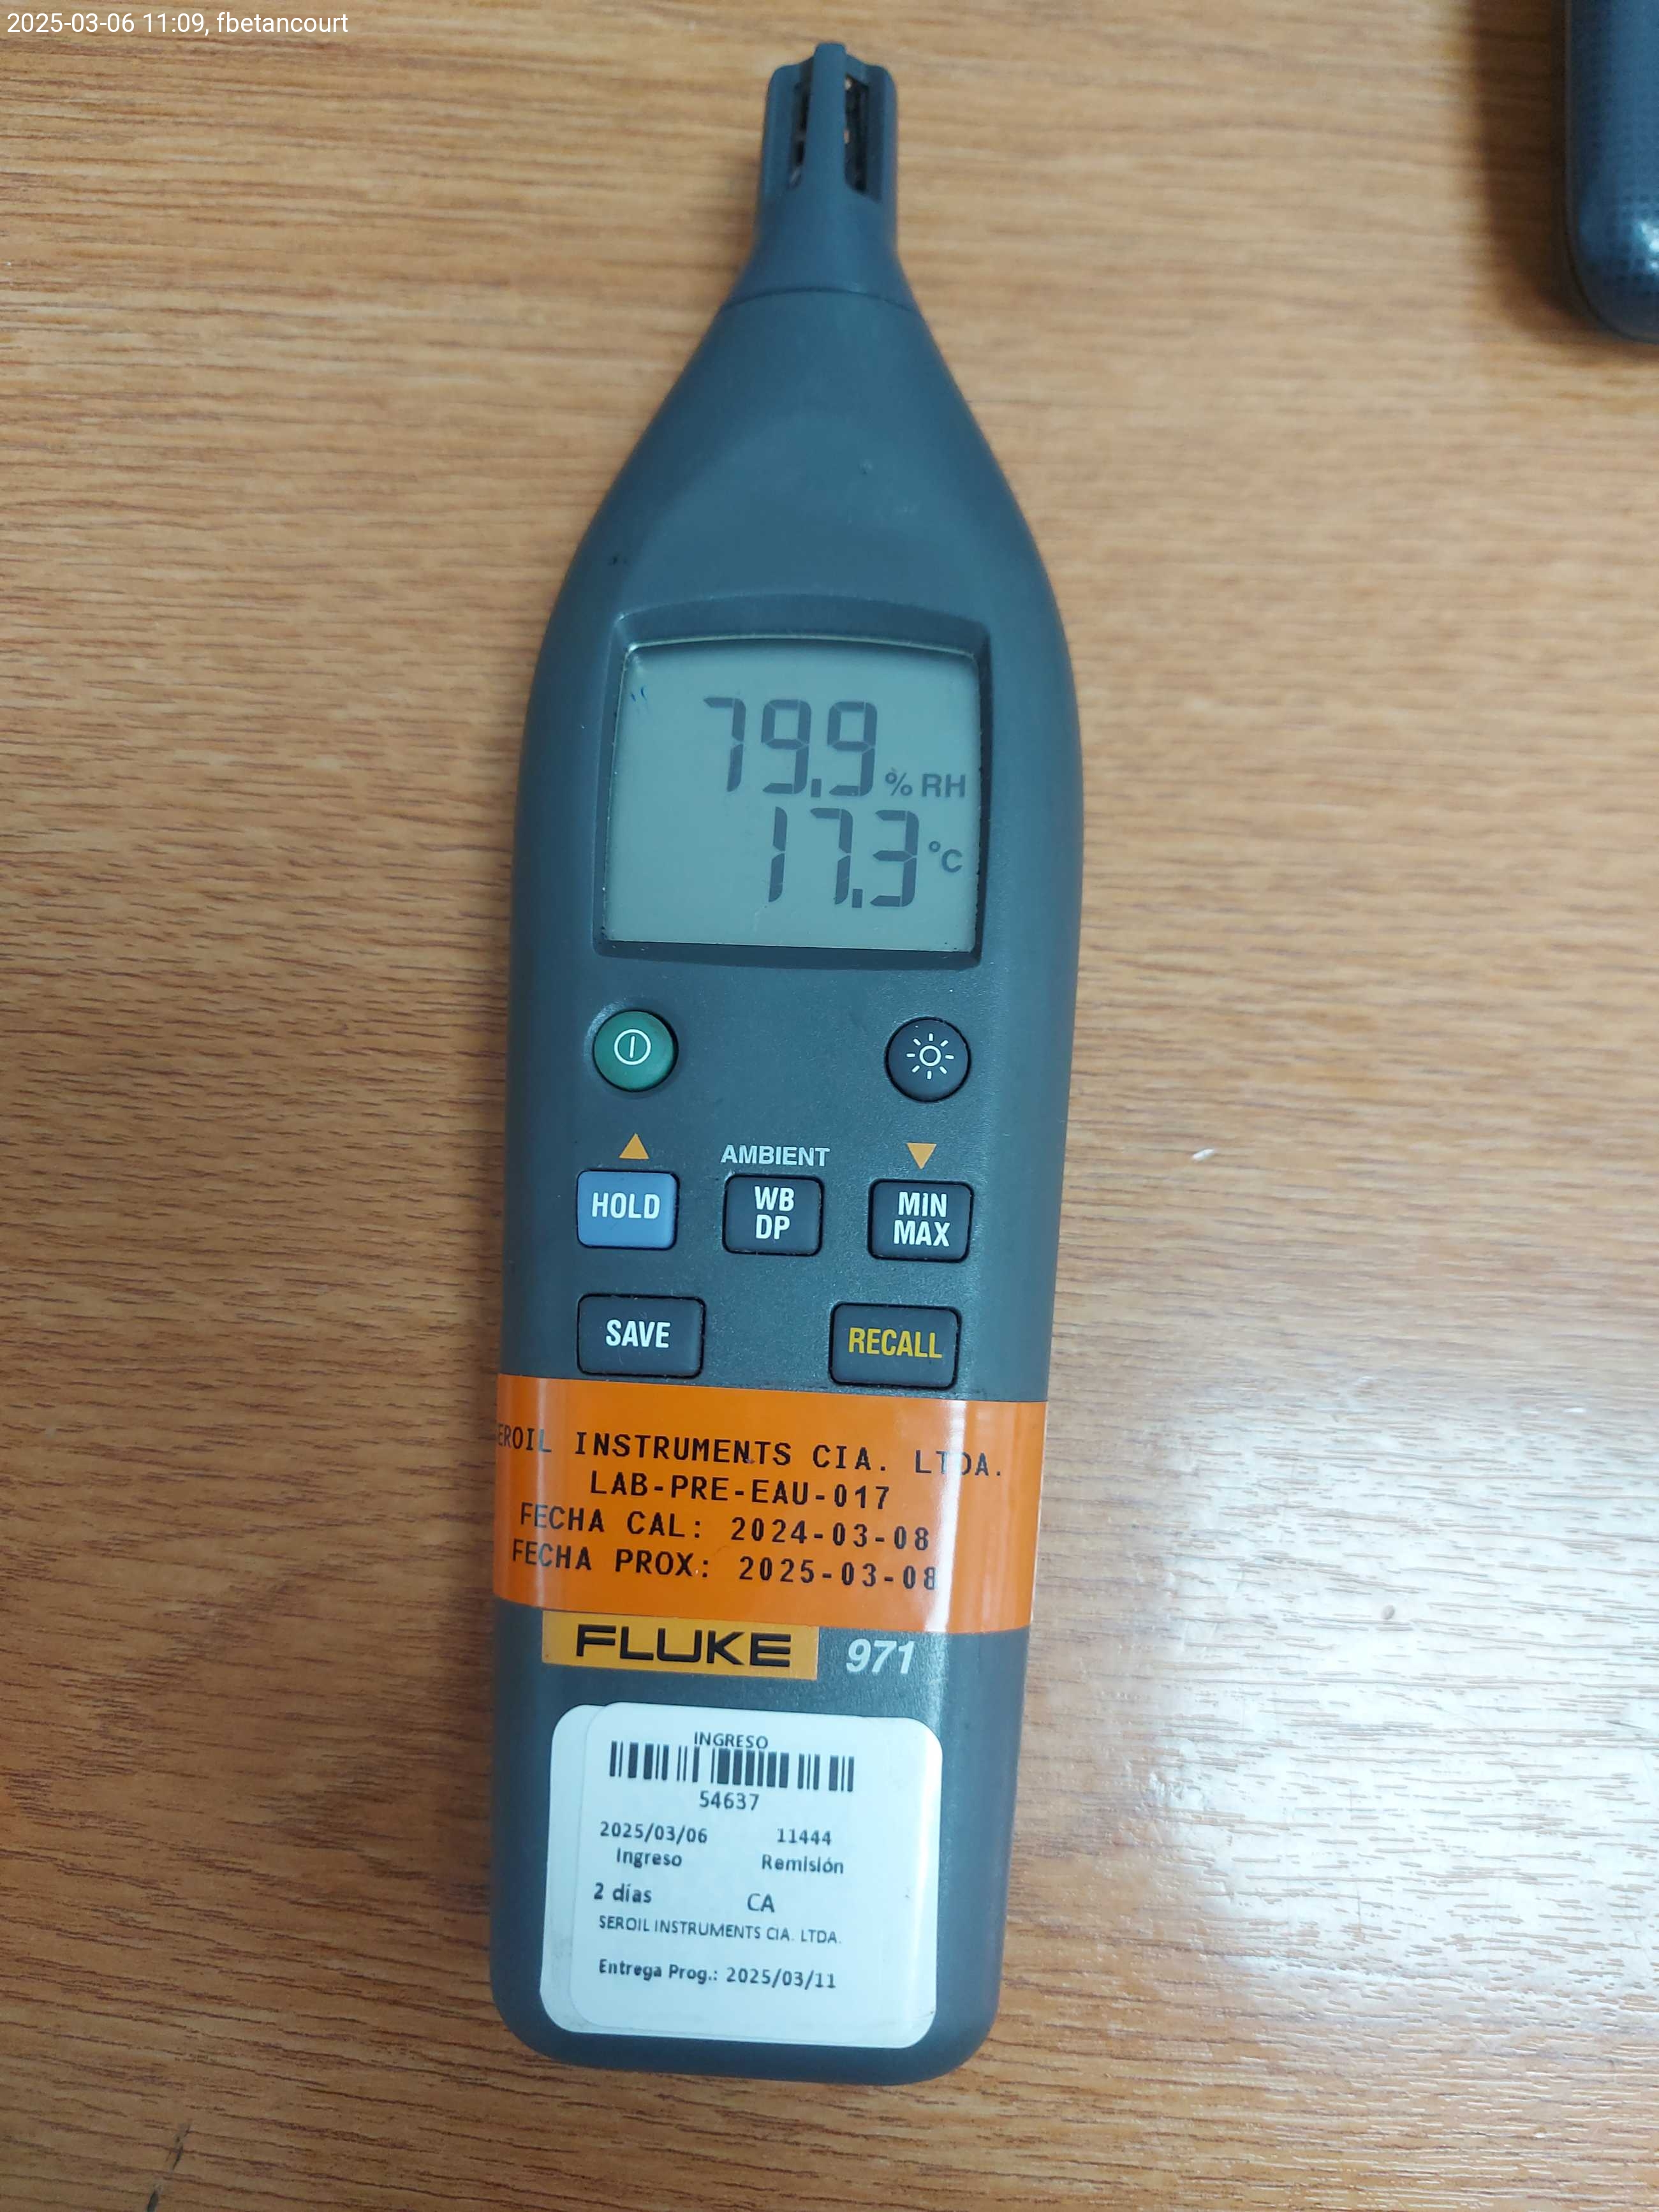 2025-03-06 11:09, fbetancourt
79.9 % RH
17.3 °C
AMBIENT
HOLD
WB
DP
MIN
MAX
SAVE
RECALL
EROIL INSTRUMENTS CIA. LTDA.
LAB-PRE-EAU-017
FECHA CAL: 2024-03-08
FECHA PROX: 2025-03-08
FLUKE 971
INGRESO
54637
2025/03/06 11444
Ingreso Remisión
2 días CA
SEROIL INSTRUMENTS CIA. LTDA.
Entrega Prog.: 2025/03/11